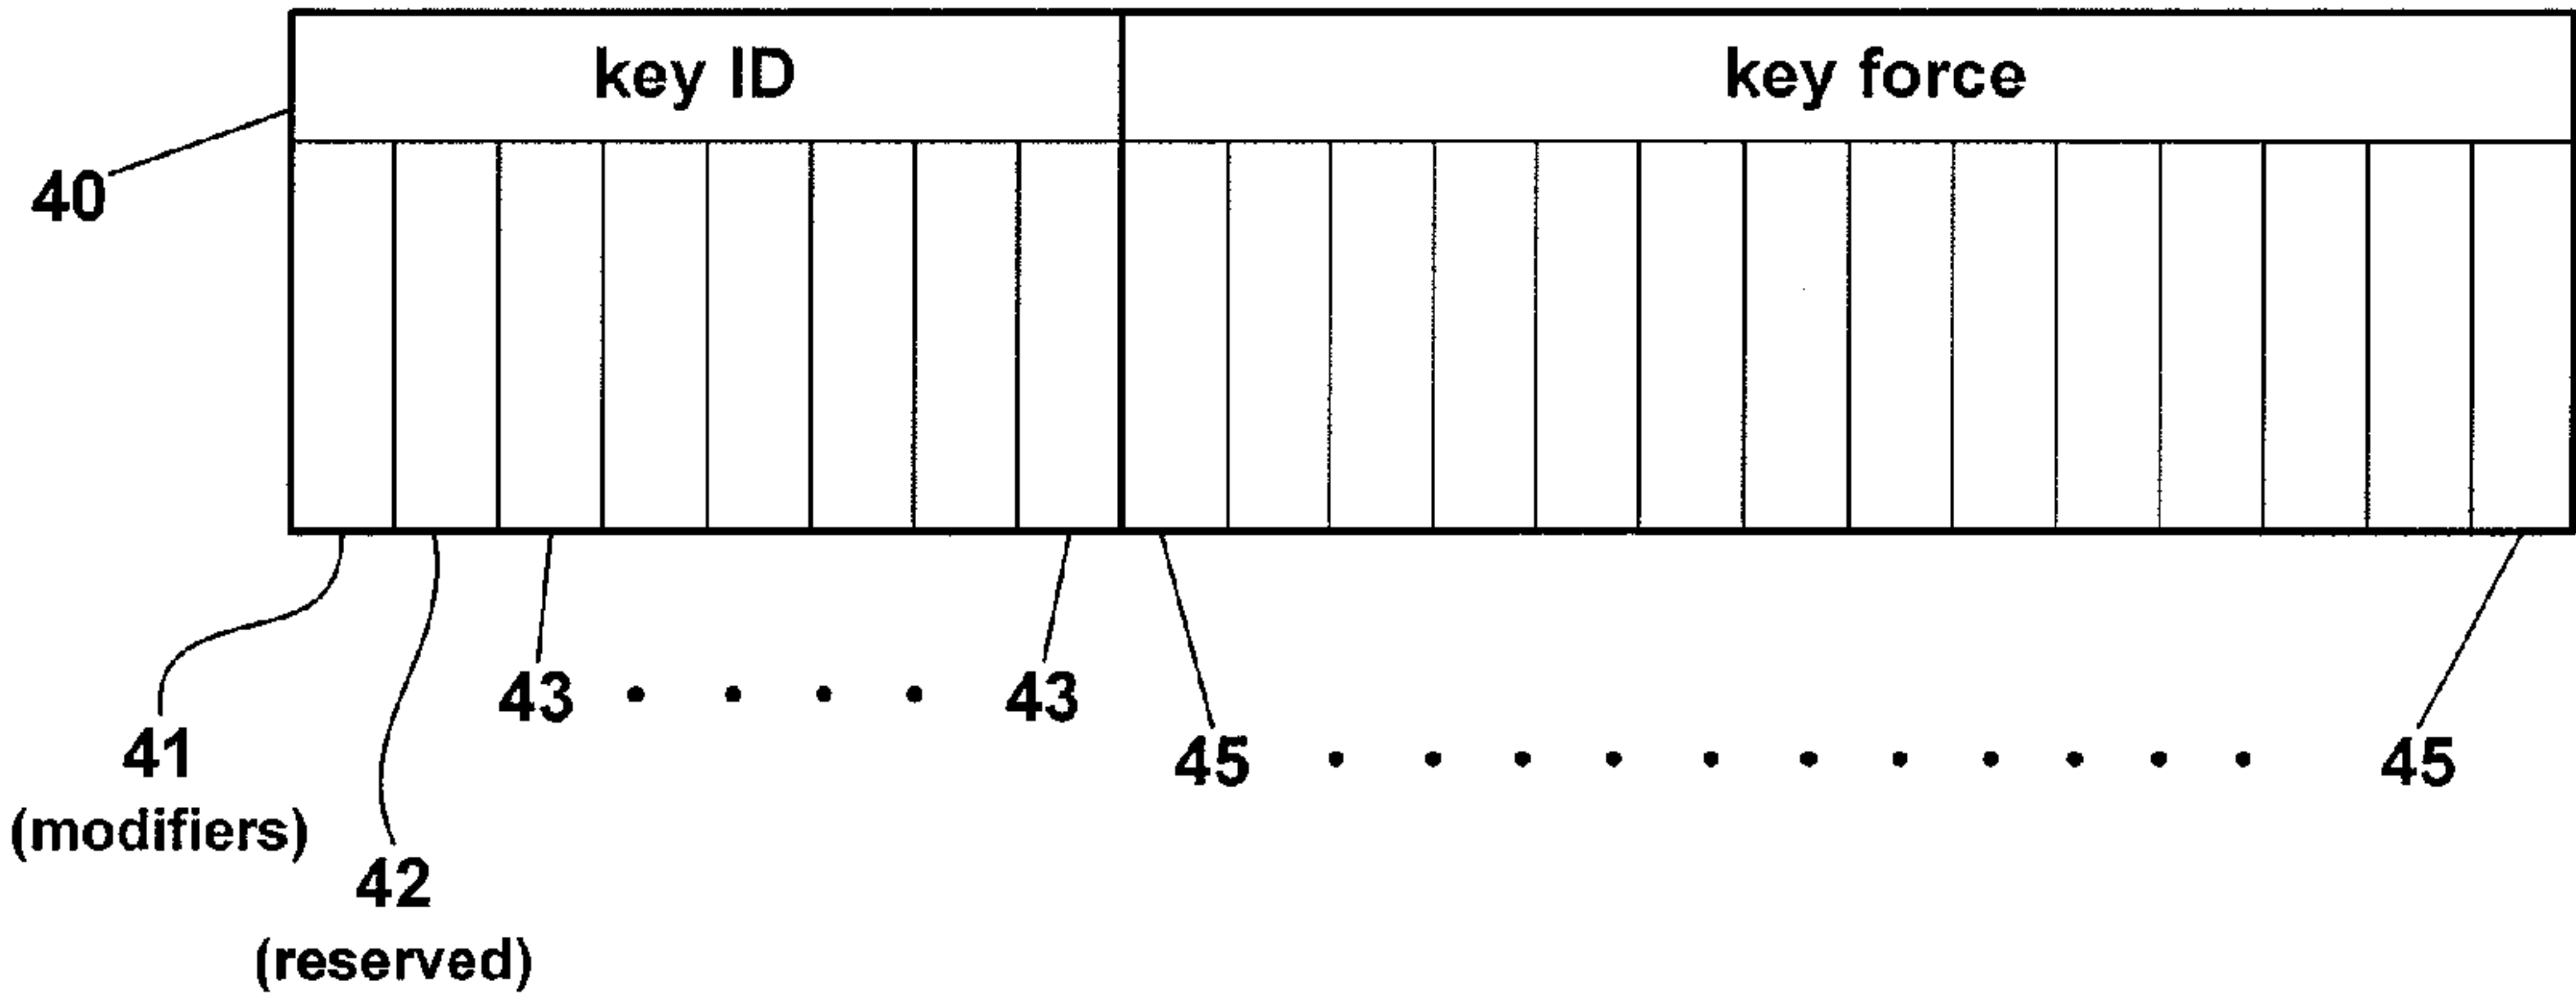 key ID key force
40
43 . . . . 43
41
(modifiers)
45 . . . . . . . . . . . 45
42
(reserved)